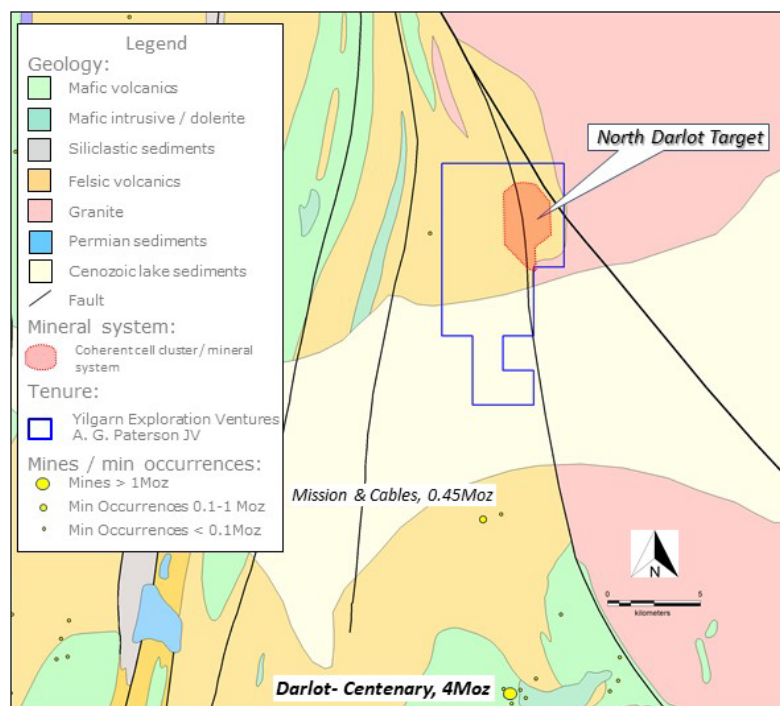 Legend
Geology:
Mafic volcanics
Mafic intrusive / dolerite
Siliclastic sediments
Felsic volcanics
Granite
Permian sediments
Cenozoic lake sediments
Fault
Mineral system:
Coherent cell cluster / mineral
system
Tenure:
Yilgarn Exploration Ventures
A. G. Paterson JV
Mines / min occurrences:
Mines > 1Moz
Min Occurrences 0.1-1 Moz
Min Occurrences < 0.1Moz
North Darlot Target
Mission & Cables, 0.45Moz
N
0 5
kilometers
Darlot- Centenary, 4Moz